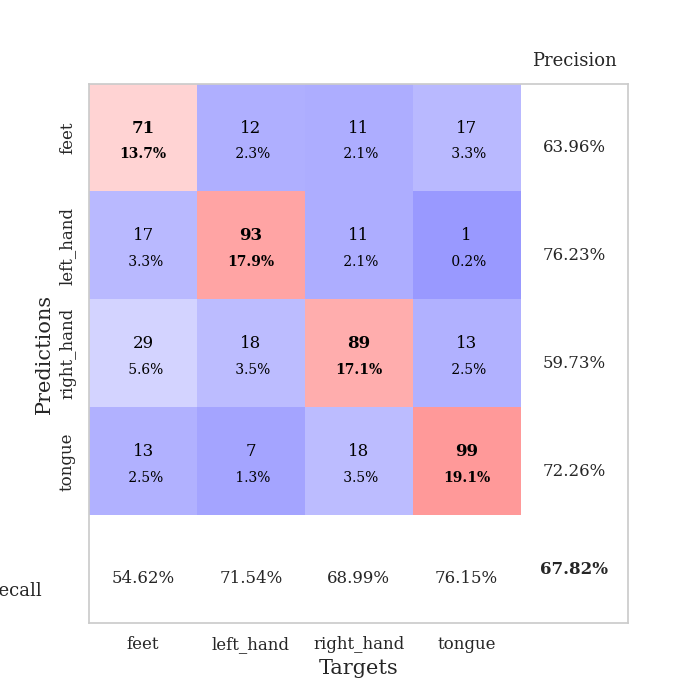 Precision
feet 71 12 11 17 63.96%
13.7% 2.3% 2.1% 3.3%
left_hand 17 93 11 1 76.23%
3.3% 17.9% 2.1% 0.2%
right_hand 29 18 89 13 59.73%
5.6% 3.5% 17.1% 2.5%
tongue 13 7 18 99 72.26%
2.5% 1.3% 3.5% 19.1%
Predictions
ecall 54.62% 71.54% 68.99% 76.15% 67.82%
feet left_hand right_hand tongue
Targets